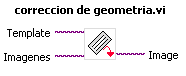 correccion de geometria.vi
Template
Imagenes
Image